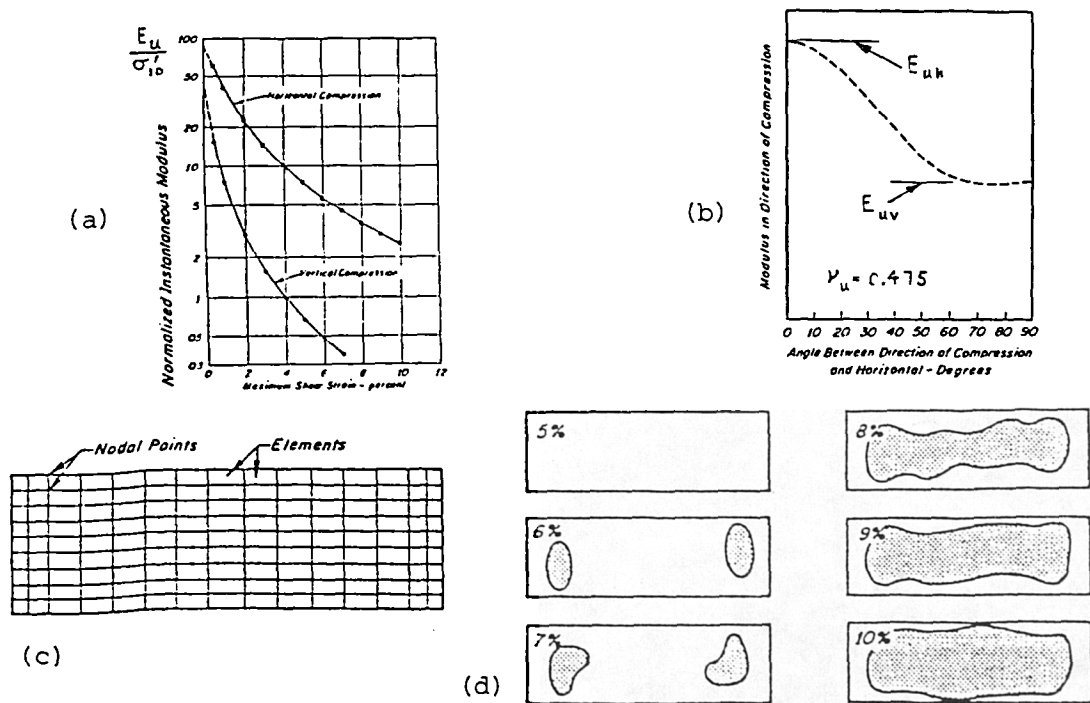 E_u
σ'_1o
100
50
20
10
5
2
1
0.5
0.3
Normalized Instantaneous Modulus
Horizontal Compression
Vertical Compression
0 2 4 6 8 10 12
Maximum Shear Strain - percent
(a)
Modulus in Direction of Compression
E_uh
E_uv
ν_u = 0.475
0 10 20 30 40 50 60 70 80 90
Angle Between Direction of Compression
and Horizontal - Degrees
(b)
Nodal Points
Elements
(c)
5%
6%
7%
8%
9%
10%
(d)